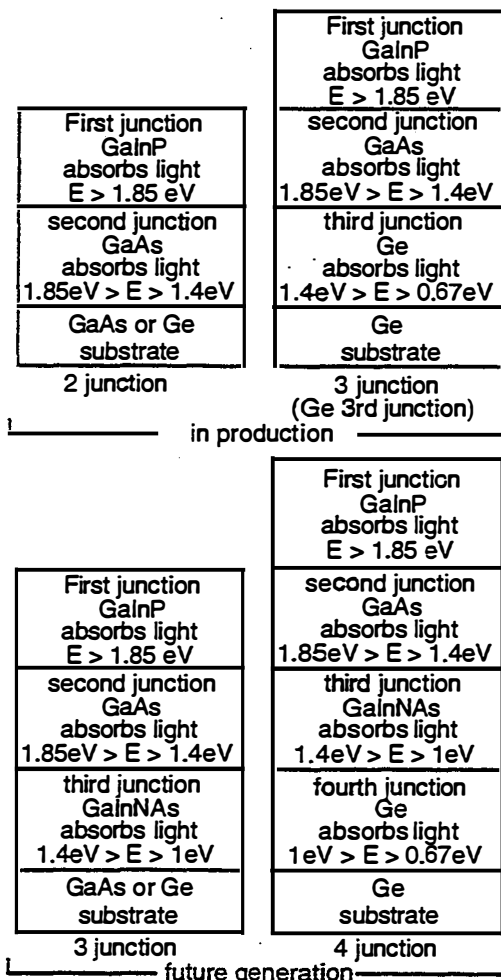 First junction
GaInP
absorbs light
E > 1.85 eV
second junction
GaAs
absorbs light
1.85eV > E > 1.4eV
GaAs or Ge
substrate
2 junction
First junction
GaInP
absorbs light
E > 1.85 eV
second junction
GaAs
absorbs light
1.85eV > E > 1.4eV
third junction
Ge
absorbs light
1.4eV > E > 0.67eV
Ge
substrate
3 junction
(Ge 3rd junction)
in production
First junction
GaInP
absorbs light
E > 1.85 eV
second junction
GaAs
absorbs light
1.85eV > E > 1.4eV
third junction
GaInNAs
absorbs light
1.4eV > E > 1eV
GaAs or Ge
substrate
3 junction
First junction
GaInP
absorbs light
E > 1.85 eV
second junction
GaAs
absorbs light
1.85eV > E > 1.4eV
third junction
GaInNAs
absorbs light
1.4eV > E > 1eV
fourth junction
Ge
absorbs light
1eV > E > 0.67eV
Ge
substrate
4 junction
future generation